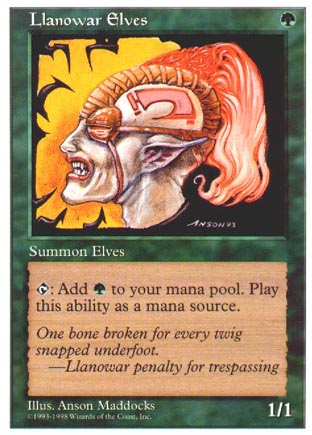 Llanowar Elves
ANSON 93
Summon Elves
: Add to your mana pool. Play
this ability as a mana source.
One bone broken for every twig
snapped underfoot.
—Llanowar penalty for trespassing
Illus. Anson Maddocks
©1993-1998 Wizards of the Coast, Inc.
1/1